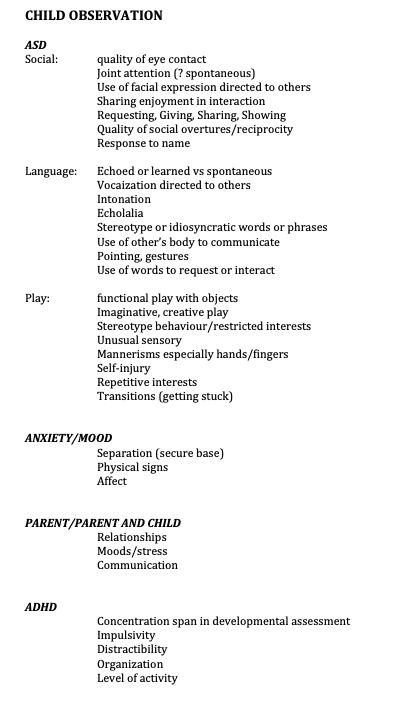 CHILD OBSERVATION
ASD
Social: quality of eye contact
Joint attention (? spontaneous)
Use of facial expression directed to others
Sharing enjoyment in interaction
Requesting, Giving, Sharing, Showing
Quality of social overtures/reciprocity
Response to name
Language: Echoed or learned vs spontaneous
Vocaization directed to others
Intonation
Echolalia
Stereotype or idiosyncratic words or phrases
Use of other's body to communicate
Pointing, gestures
Use of words to request or interact
Play: functional play with objects
Imaginative, creative play
Stereotype behaviour/restricted interests
Unusual sensory
Mannerisms especially hands/fingers
Self-injury
Repetitive interests
Transitions (getting stuck)
ANXIETY/MOOD
Separation (secure base)
Physical signs
Affect
PARENT/PARENT AND CHILD
Relationships
Moods/stress
Communication
ADHD
Concentration span in developmental assessment
Impulsivity
Distractibility
Organization
Level of activity